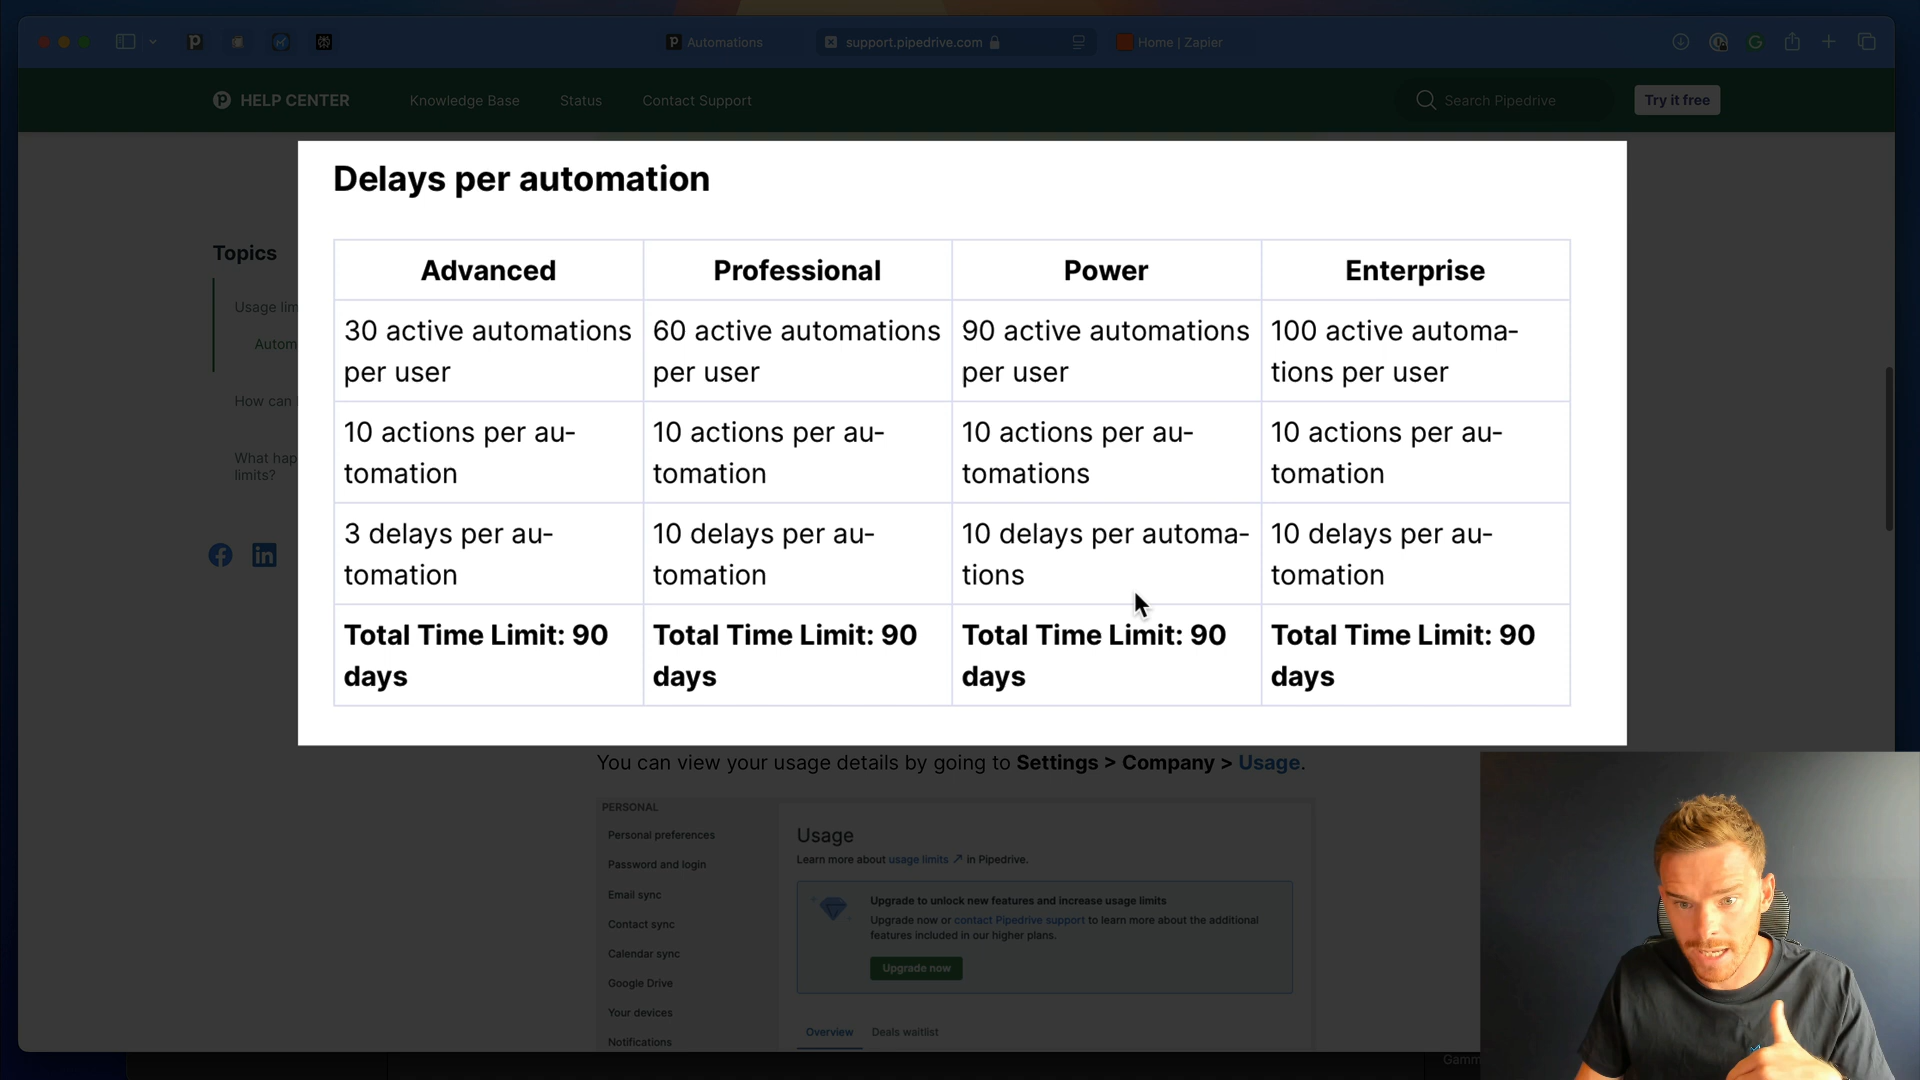 Automations
support.pipedrive.com
Home | Zapier
HELP CENTER
Knowledge Base
Status
Contact Support
Search Pipedrive
Try it free
Delays per automation
Topics
Usage lim
Autom
How can
What hap
limits?
Advanced
Professional
Power
Enterprise
30 active automations
per user
60 active automations
per user
90 active automations
per user
100 active automa-
tions per user
10 actions per au-
tomation
10 actions per au-
tomation
10 actions per au-
tomations
10 actions per au-
tomation
3 delays per au-
tomation
10 delays per au-
tomation
10 delays per automa-
tions
10 delays per au-
tomation
Total Time Limit: 90
days
Total Time Limit: 90
days
Total Time Limit: 90
days
Total Time Limit: 90
days
You can view your usage details by going to Settings > Company > Usage.
PERSONAL
Personal preferences
Password and login
Email sync
Contact sync
Calendar sync
Google Drive
Your devices
Notifications
Usage
Learn more about usage limits ↗ in Pipedrive.
Upgrade to unlock new features and increase usage limits
Upgrade now or contact Pipedrive support to learn more about the additional
features included in our higher plans.
Upgrade now
Overview
Deals waitlist
Gamm